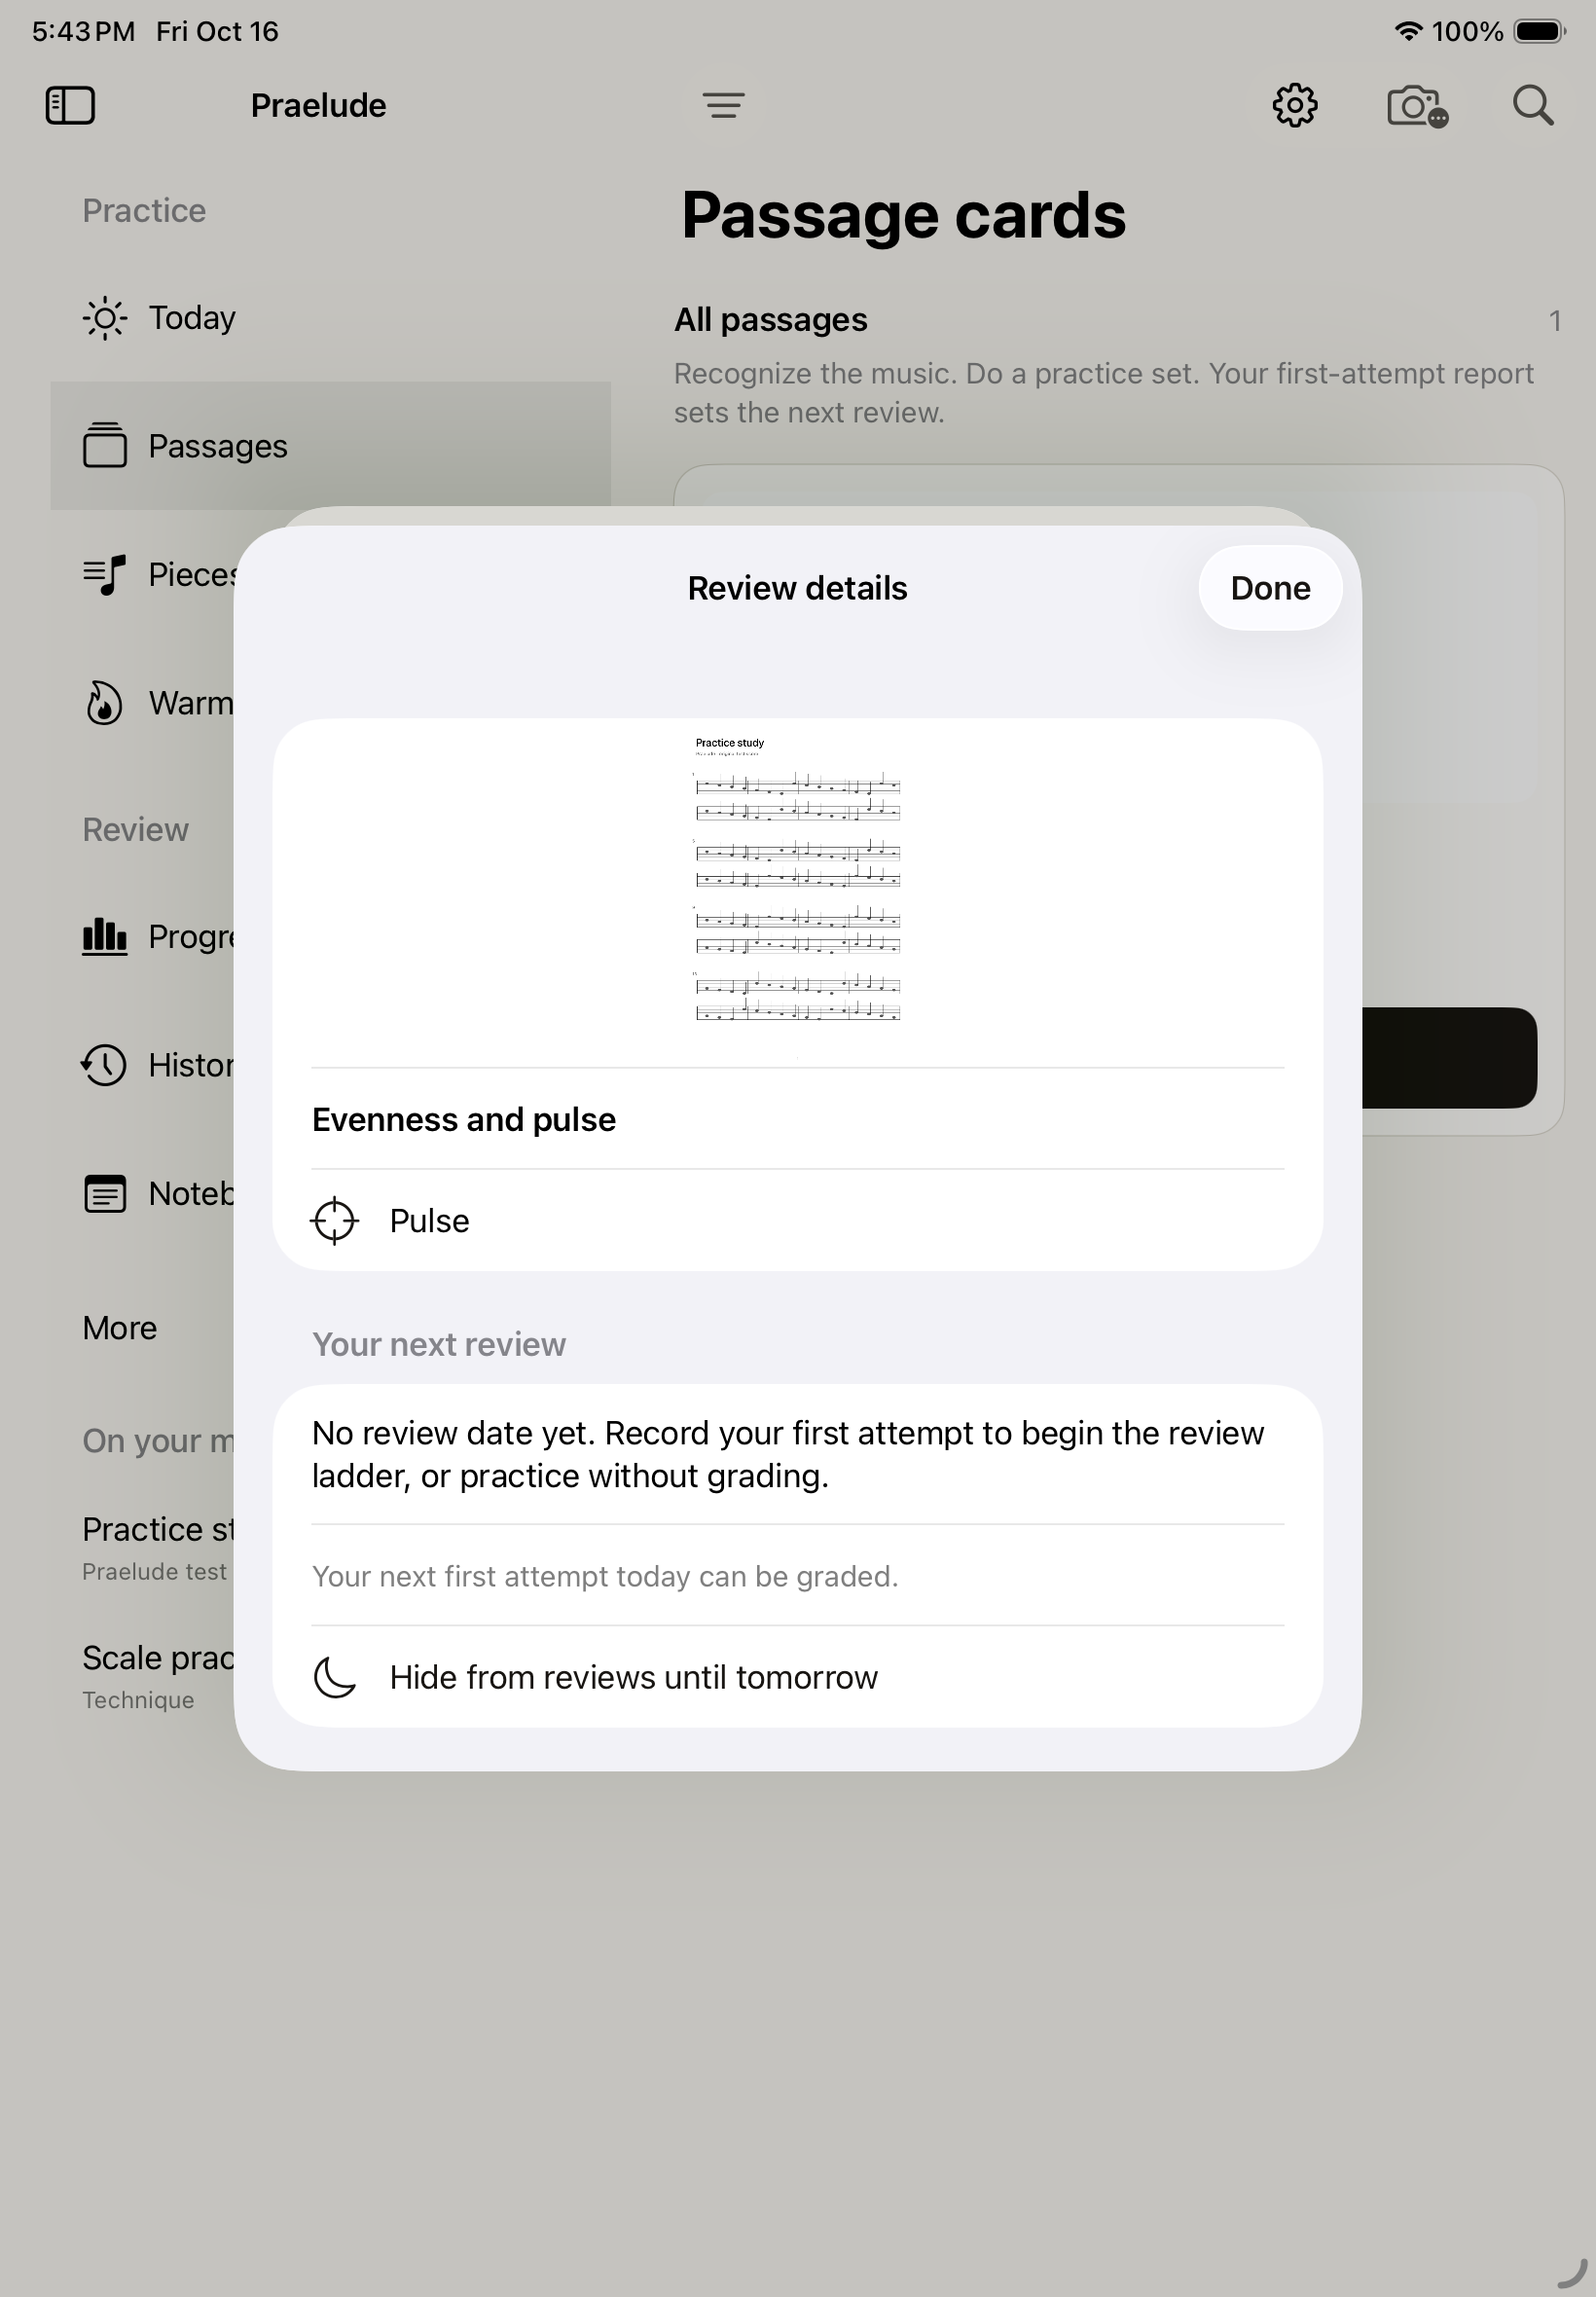 5:43 PM Fri Oct 16
100%
Praelude
Practice
Today
Passages
Pieces
Warm
Review
Progre
Histor
Noteb
More
On your m
Practice st
Praelude test
Scale prac
Technique
Passage cards
All passages
1
Recognize the music. Do a practice set. Your first-attempt report
sets the next review.
Review details
Done
Practice study
Evenness and pulse
Pulse
Your next review
No review date yet. Record your first attempt to begin the review
ladder, or practice without grading.
Your next first attempt today can be graded.
Hide from reviews until tomorrow